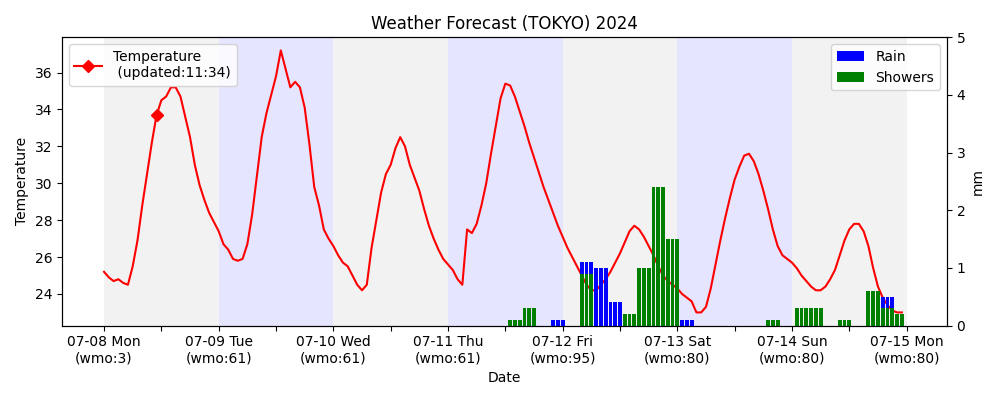 Weather Forecast (TOKYO) 2024
Temperature
(updated:11:34)
Rain
Showers
Temperature
36
34
32
30
28
26
24
5
4
3
2
1
0
mm
07-08 Mon 07-09 Tue 07-10 Wed 07-11 Thu 07-12 Fri 07-13 Sat 07-14 Sun 07-15 Mon
(wmo:3) (wmo:61) (wmo:61) (wmo:61) (wmo:95) (wmo:80) (wmo:80) (wmo:80)
Date